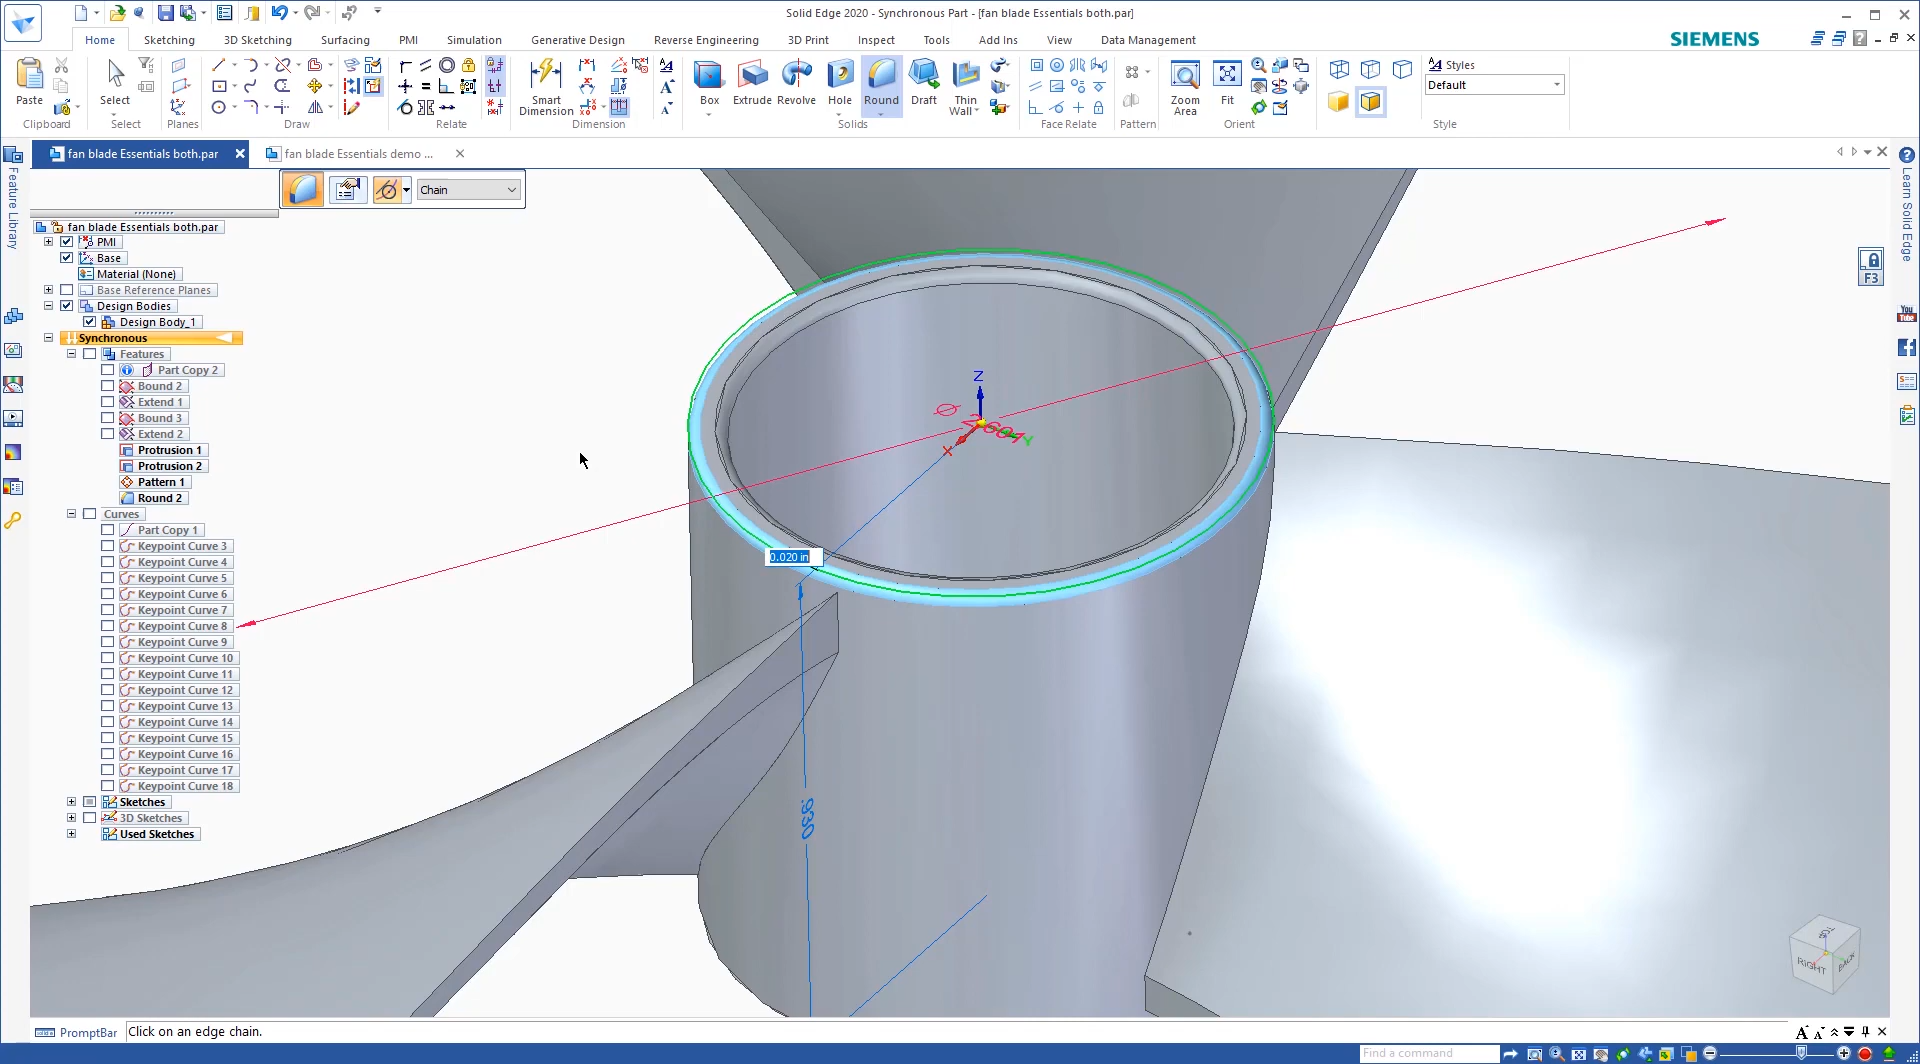 Solid Edge 2020 - Synchronous Part - [fan blade Essentials both.par]
Home Sketching 3D Sketching Surfacing PMI Simulation Generative Design Reverse Engineering 3D Print Inspect Tools Add Ins View Data Management
SIEMENS
Paste
Clipboard
Select
Select
Planes
Draw
Relate
Smart Dimension
Dimension
Box Extrude Revolve Hole Round Draft Thin Wall
Solids
Face Relate
Pattern
Zoom Area
Fit
Orient
Styles
Default
Style
fan blade Essentials both.par
fan blade Essentials demo ...
Feature Library
Learn Solid Edge
Chain
F3
You
Tube
fan blade Essentials both.par
PMI
Base
Material (None)
Base Reference Planes
Design Bodies
Design Body_1
Synchronous
Features
Part Copy 2
Bound 2
Extend 1
Bound 3
Extend 2
Protrusion 1
Protrusion 2
Pattern 1
Round 2
Curves
Part Copy 1
Keypoint Curve 3
Keypoint Curve 4
Keypoint Curve 5
Keypoint Curve 6
Keypoint Curve 7
Keypoint Curve 8
Keypoint Curve 9
Keypoint Curve 10
Keypoint Curve 11
Keypoint Curve 12
Keypoint Curve 13
Keypoint Curve 14
Keypoint Curve 15
Keypoint Curve 16
Keypoint Curve 17
Keypoint Curve 18
Sketches
3D Sketches
Used Sketches
Z
X
Y
0.020 in
.930
TOP
RIGHT
BACK
PromptBar Click on an edge chain.
Find a command